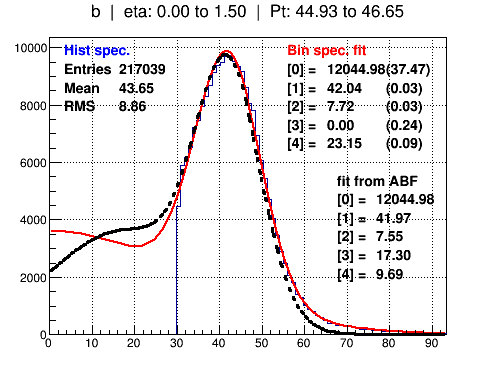 b | eta: 0.00 to 1.50 | Pt: 44.93 to 46.65
Hist spec.
Entries 217039
Mean 43.65
RMS 8.86
Bin spec. fit
[0] = 12044.98(37.47)
[1] = 42.04 (0.03)
[2] = 7.72 (0.03)
[3] = 0.00 (0.24)
[4] = 23.15 (0.09)
fit from ABF
[0] = 12044.98
[1] = 41.97
[2] = 7.55
[3] = 17.30
[4] = 9.69
10000
8000
6000
4000
2000
0
0 10 20 30 40 50 60 70 80 90